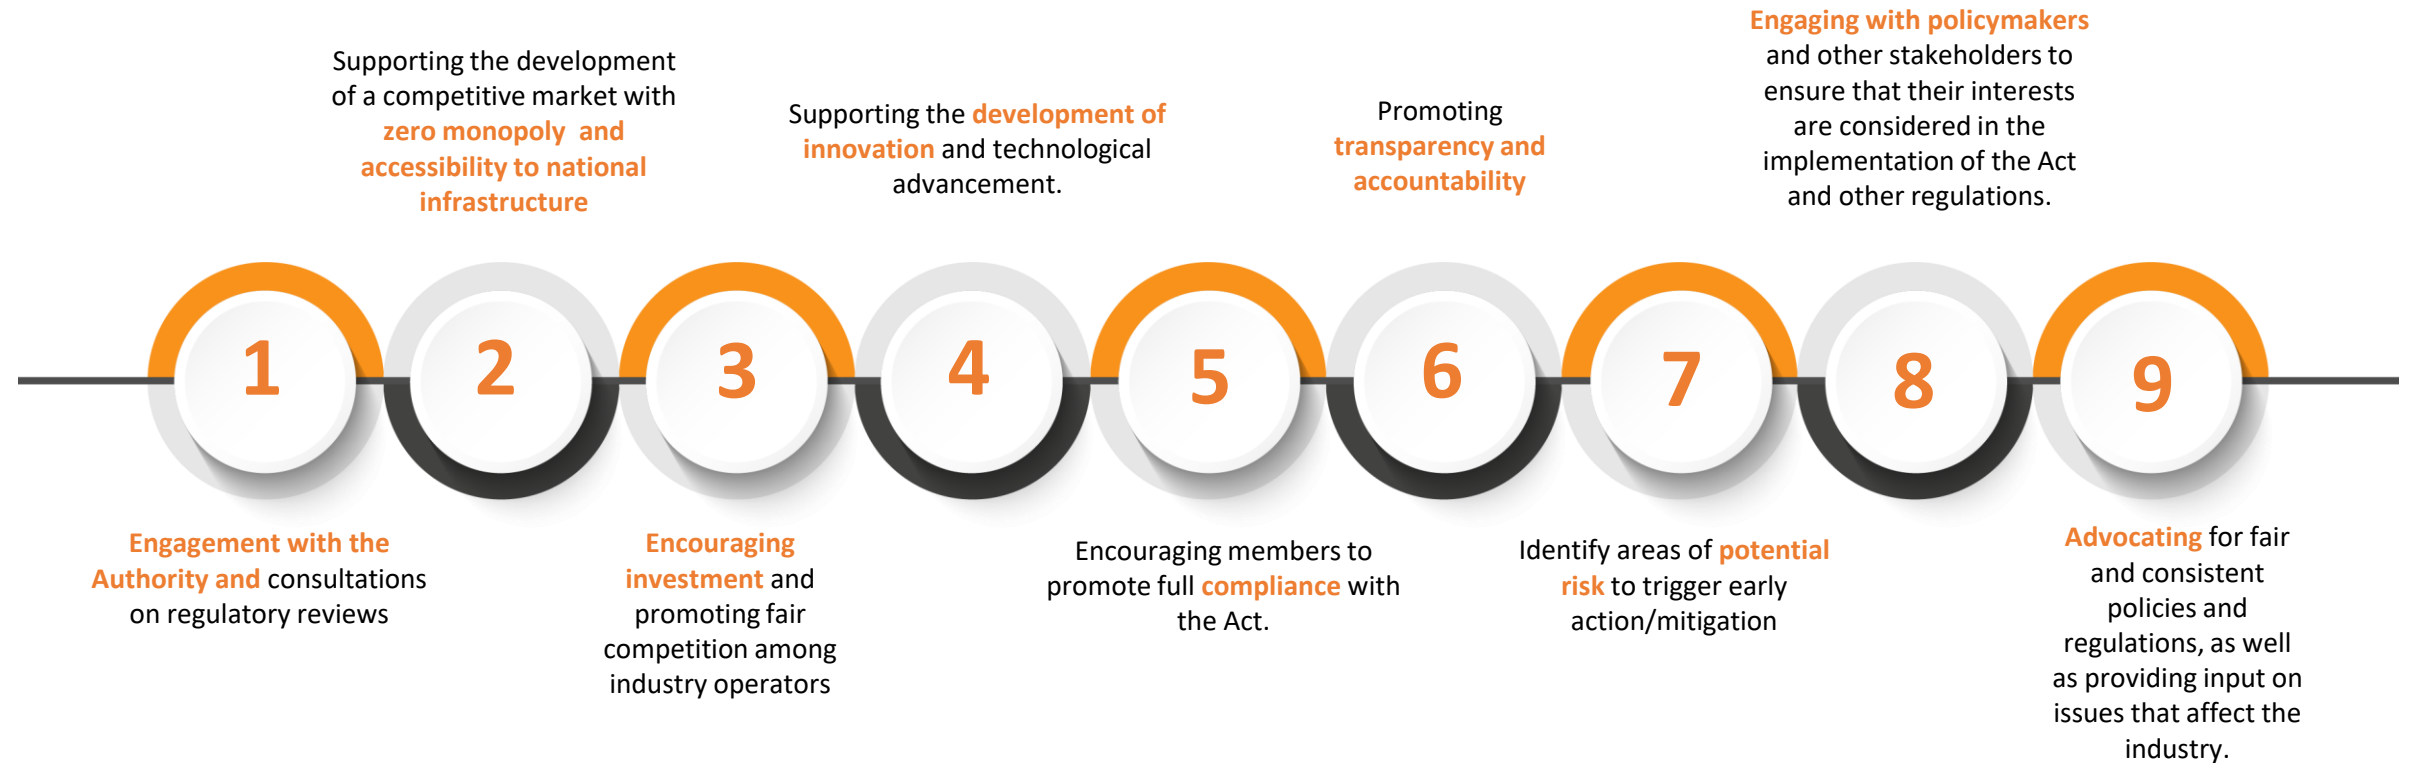 1
Engagement with the
Authority and consultations
on regulatory reviews
Supporting the development
of a competitive market with
zero monopoly and
accessibility to national
infrastructure
2
3
Encouraging
investment and
promoting fair
competition among
industry operators
Supporting the development of
innovation and technological
advancement.
4
5
Encouraging members to
promote full compliance with
the Act.
Promoting
transparency and
accountability
6
7
Identify areas of potential
risk to trigger early
action/mitigation
Engaging with policymakers
and other stakeholders to
ensure that their interests
are considered in the
implementation of the Act
and other regulations.
8
9
Advocating for fair
and consistent
policies and
regulations, as well
as providing input on
issues that affect the
industry.